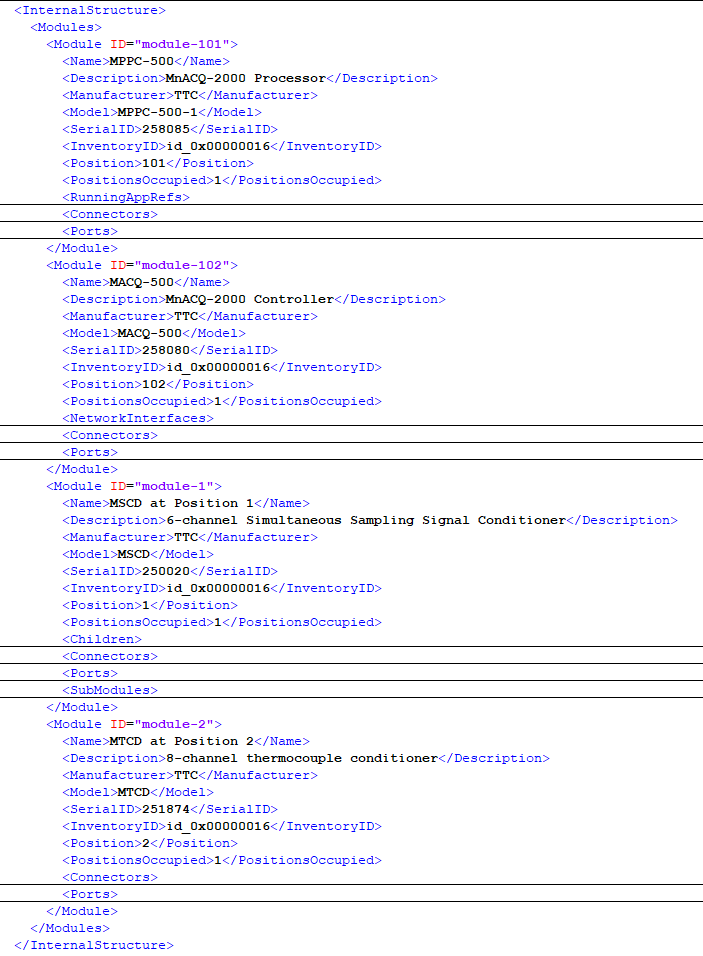 <InternalStructure>
<Modules>
<Module ID="module-101">
<Name>MPPC-500</Name>
<Description>MnACQ-2000 Processor</Description>
<Manufacturer>TTC</Manufacturer>
<Model>MPPC-500-1</Model>
<SerialID>258085</SerialID>
<InventoryID>id_0x00000016</InventoryID>
<Position>101</Position>
<PositionsOccupied>1</PositionsOccupied>
<RunningAppRefs>
<Connectors>
<Ports>
</Module>
<Module ID="module-102">
<Name>MACQ-500</Name>
<Description>MnACQ-2000 Controller</Description>
<Manufacturer>TTC</Manufacturer>
<Model>MACQ-500</Model>
<SerialID>258080</SerialID>
<InventoryID>id_0x00000016</InventoryID>
<Position>102</Position>
<PositionsOccupied>1</PositionsOccupied>
<NetworkInterfaces>
<Connectors>
<Ports>
</Module>
<Module ID="module-1">
<Name>MSCD at Position 1</Name>
<Description>6-channel Simultaneous Sampling Signal Conditioner</Description>
<Manufacturer>TTC</Manufacturer>
<Model>MSCD</Model>
<SerialID>250020</SerialID>
<InventoryID>id_0x00000016</InventoryID>
<Position>1</Position>
<PositionsOccupied>1</PositionsOccupied>
<Children>
<Connectors>
<Ports>
<SubModules>
</Module>
<Module ID="module-2">
<Name>MTCD at Position 2</Name>
<Description>8-channel thermocouple conditioner</Description>
<Manufacturer>TTC</Manufacturer>
<Model>MTCD</Model>
<SerialID>251874</SerialID>
<InventoryID>id_0x00000016</InventoryID>
<Position>2</Position>
<PositionsOccupied>1</PositionsOccupied>
<Connectors>
<Ports>
</Module>
</Modules>
</InternalStructure>